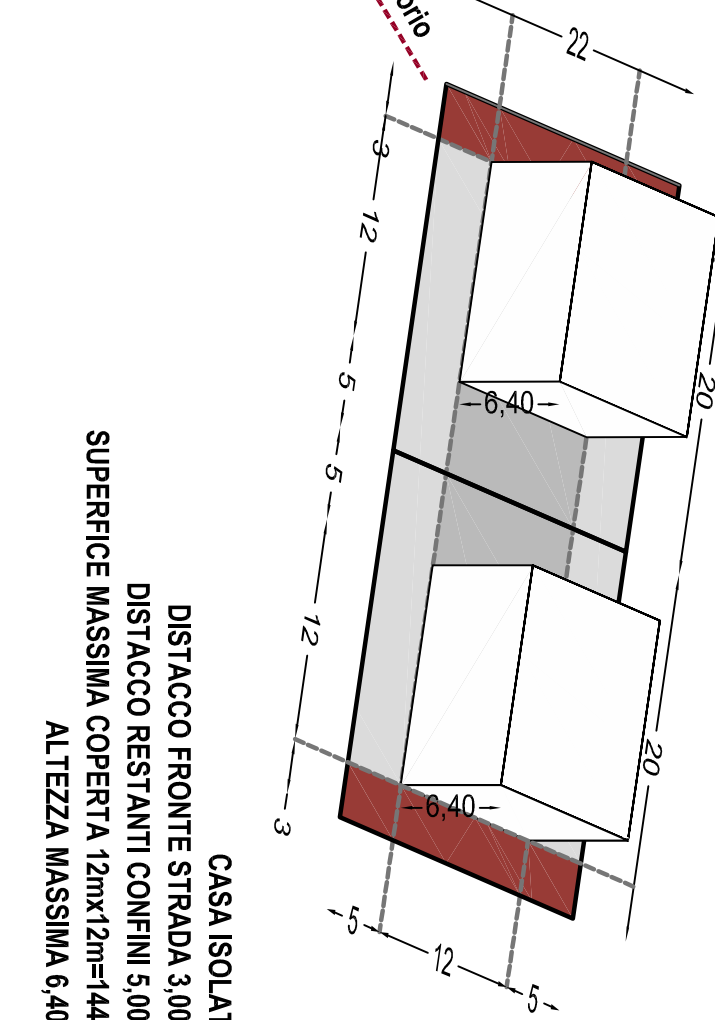 orio
22
3
12
5
5
12
3
20
20
6,40
6,40
5
12
5
CASA ISOLAT
DISTACCO FRONTE STRADA 3,00
DISTACCO RESTANTI CONFINI 5,00
SUPERFICE MASSIMA COPERTA 12mx12m=144
ALTEZZA MASSIMA 6,40